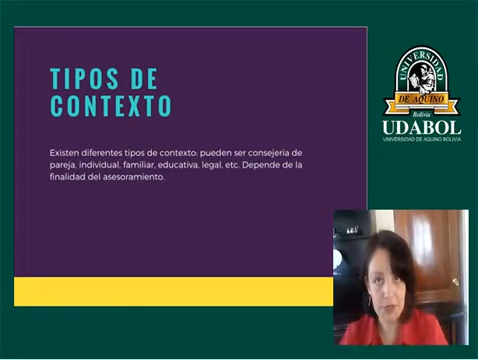 TIPOS DE
CONTEXTO
Existen diferentes tipos de contexto: pueden ser consejería de
pareja, individual, familiar, educativa, legal, etc. Depende de la
finalidad del asesoramiento.
UNIVERSIDAD
DE AQUINO
Bolivia
UDABOL
UNIVERSIDAD DE AQUINO BOLIVIA